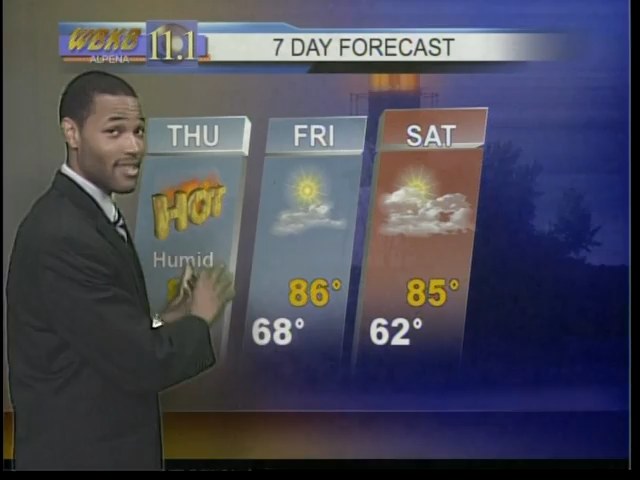 WBKB
ALPENA
11.1
7 DAY FORECAST
THU
FRI
SAT
HOT
Humid
86°
85°
68°
62°